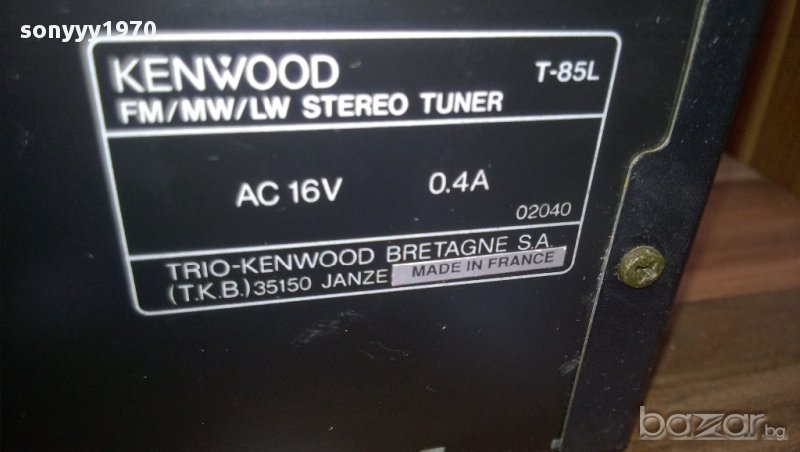 sonyyy1970
KENWOOD T-85L
FM/MW/LW STEREO TUNER
AC 16V 0.4A
02040
TRIO-KENWOOD BRETAGNE S.A.
(T.K.B.) 35150 JANZE MADE IN FRANCE
bazar.bg